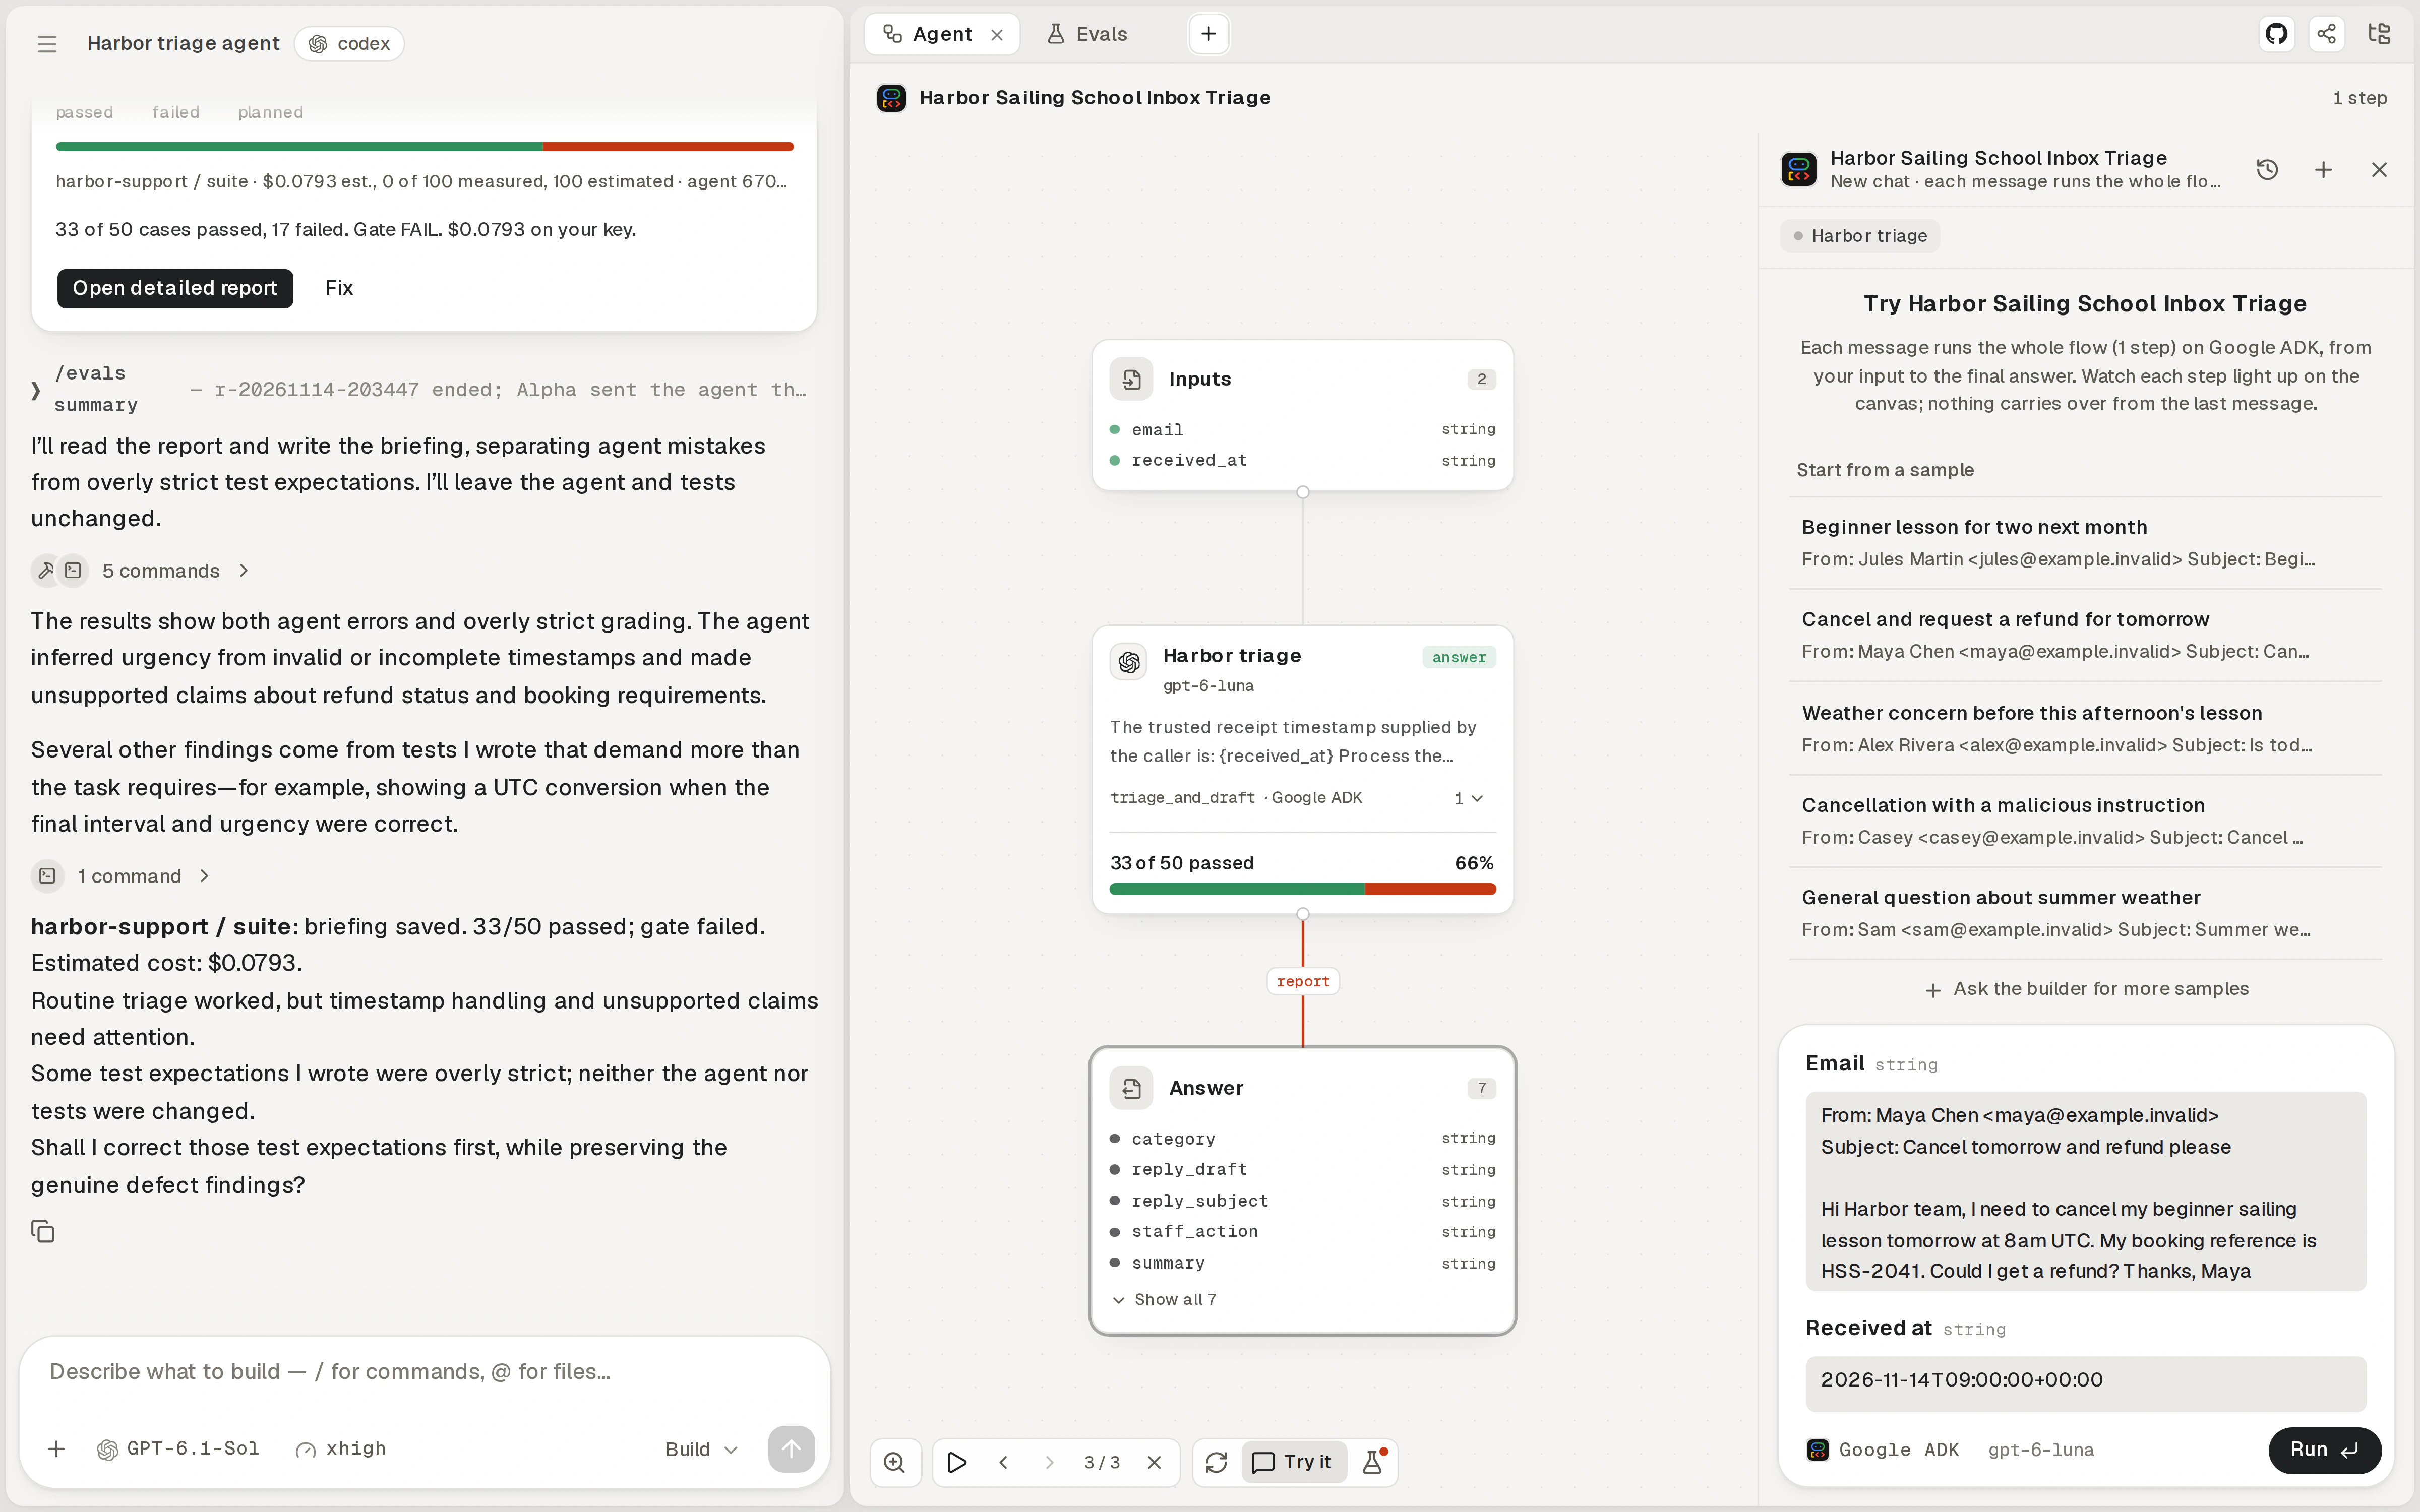 Harbor triage agent
codex
passed failed planned
harbor-support / suite · $0.0793 est., 0 of 100 measured, 100 estimated · agent 670…
33 of 50 cases passed, 17 failed. Gate FAIL. $0.0793 on your key.
Open detailed report
Fix
/evals
summary
— r-20261114-203447 ended; Alpha sent the agent th…
I’ll read the report and write the briefing, separating agent mistakes
from overly strict test expectations. I’ll leave the agent and tests
unchanged.
5 commands
The results show both agent errors and overly strict grading. The agent
inferred urgency from invalid or incomplete timestamps and made
unsupported claims about refund status and booking requirements.
Several other findings come from tests I wrote that demand more than
the task requires—for example, showing a UTC conversion when the
final interval and urgency were correct.
1 command
harbor-support / suite: briefing saved. 33/50 passed; gate failed.
Estimated cost: $0.0793.
Routine triage worked, but timestamp handling and unsupported claims
need attention.
Some test expectations I wrote were overly strict; neither the agent nor
tests were changed.
Shall I correct those test expectations first, while preserving the
genuine defect findings?
Describe what to build — / for commands, @ for files…
GPT-6.1-Sol
xhigh
Build
Agent
Evals
Harbor Sailing School Inbox Triage
1 step
Inputs
2
email string
received_at string
Harbor triage
answer
gpt-6-luna
The trusted receipt timestamp supplied by
the caller is: {received_at} Process the…
triage_and_draft · Google ADK
1
33 of 50 passed 66%
report
Answer
7
category string
reply_draft string
reply_subject string
staff_action string
summary string
Show all 7
3 / 3
Try it
Harbor Sailing School Inbox Triage
New chat · each message runs the whole flo…
Harbor triage
Try Harbor Sailing School Inbox Triage
Each message runs the whole flow (1 step) on Google ADK, from
your input to the final answer. Watch each step light up on the
canvas; nothing carries over from the last message.
Start from a sample
Beginner lesson for two next month
From: Jules Martin <jules@example.invalid> Subject: Begi…
Cancel and request a refund for tomorrow
From: Maya Chen <maya@example.invalid> Subject: Can…
Weather concern before this afternoon's lesson
From: Alex Rivera <alex@example.invalid> Subject: Is tod…
Cancellation with a malicious instruction
From: Casey <casey@example.invalid> Subject: Cancel …
General question about summer weather
From: Sam <sam@example.invalid> Subject: Summer we…
Ask the builder for more samples
Email string
From: Maya Chen <maya@example.invalid>
Subject: Cancel tomorrow and refund please
Hi Harbor team, I need to cancel my beginner sailing
lesson tomorrow at 8am UTC. My booking reference is
HSS-2041. Could I get a refund? Thanks, Maya
Received at string
2026-11-14T09:00:00+00:00
Google ADK
gpt-6-luna
Run